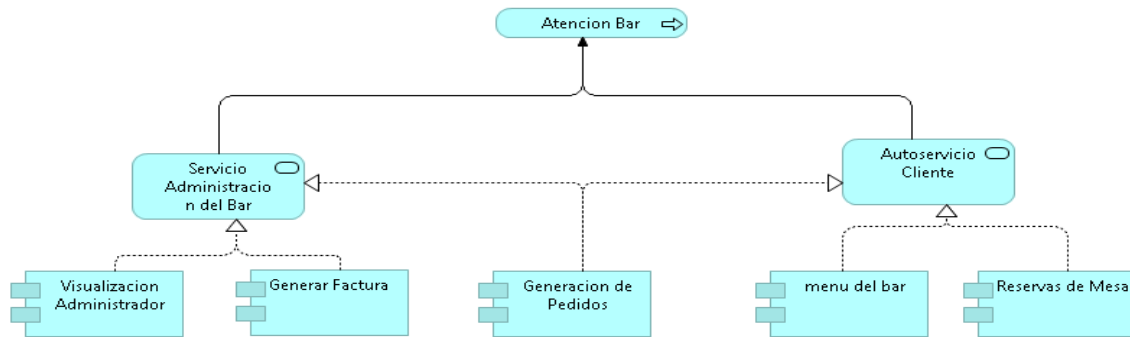 Atencion Bar
Servicio
Administracio
n del Bar
Autoservicio
Cliente
Visualizacion
Administrador
Generar Factura
Generacion de
Pedidos
menu del bar
Reservas de Mesa